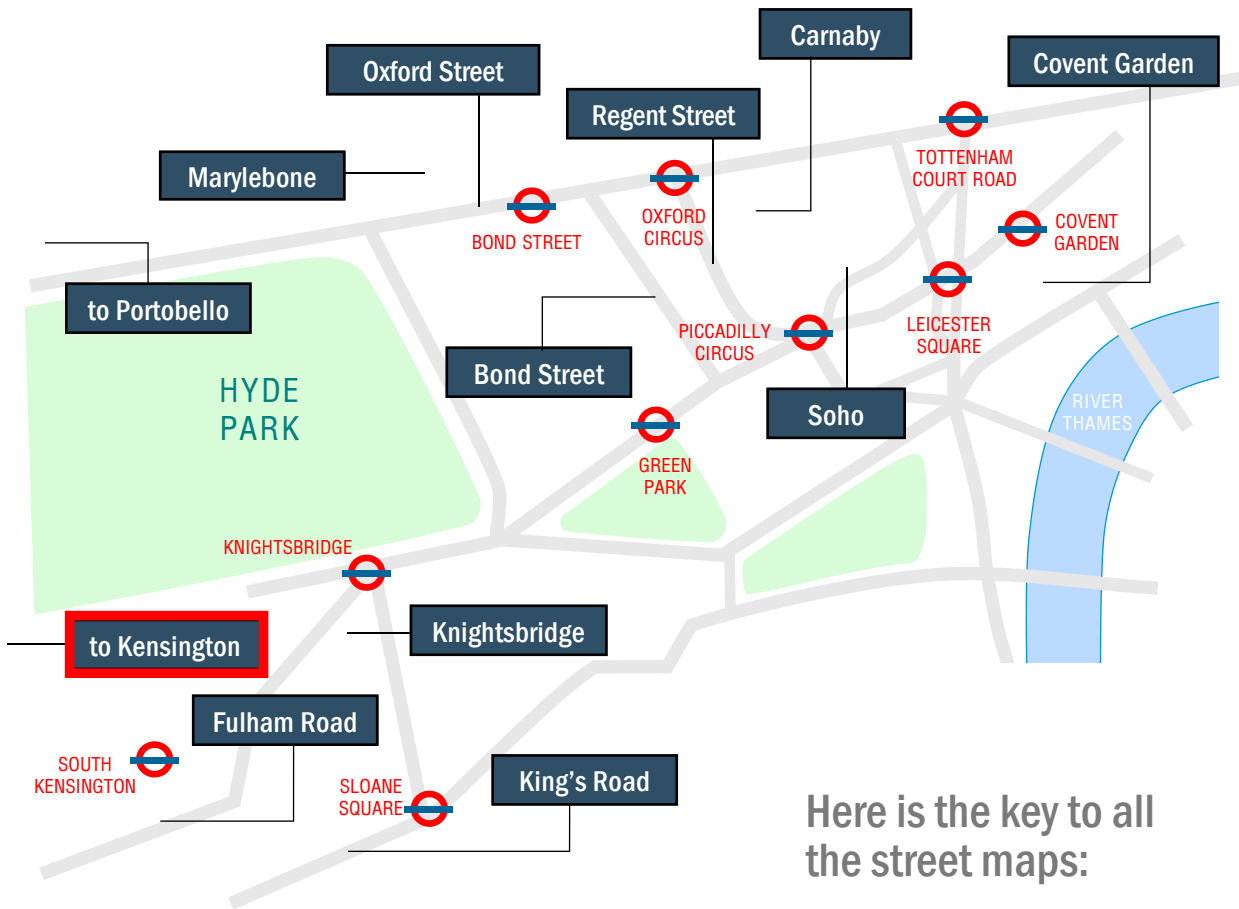 Carnaby
Oxford Street
Covent Garden
Regent Street
Marylebone
TOTTENHAM
COURT ROAD
OXFORD
CIRCUS
COVENT
GARDEN
BOND STREET
to Portobello
PICCADILLY
CIRCUS
LEICESTER
SQUARE
Bond Street
HYDE
PARK
Soho
RIVER
THAMES
GREEN
PARK
KNIGHTSBRIDGE
to Kensington
Knightsbridge
Fulham Road
SOUTH
KENSINGTON
SLOANE
SQUARE
King's Road
Here is the key to all
the street maps: